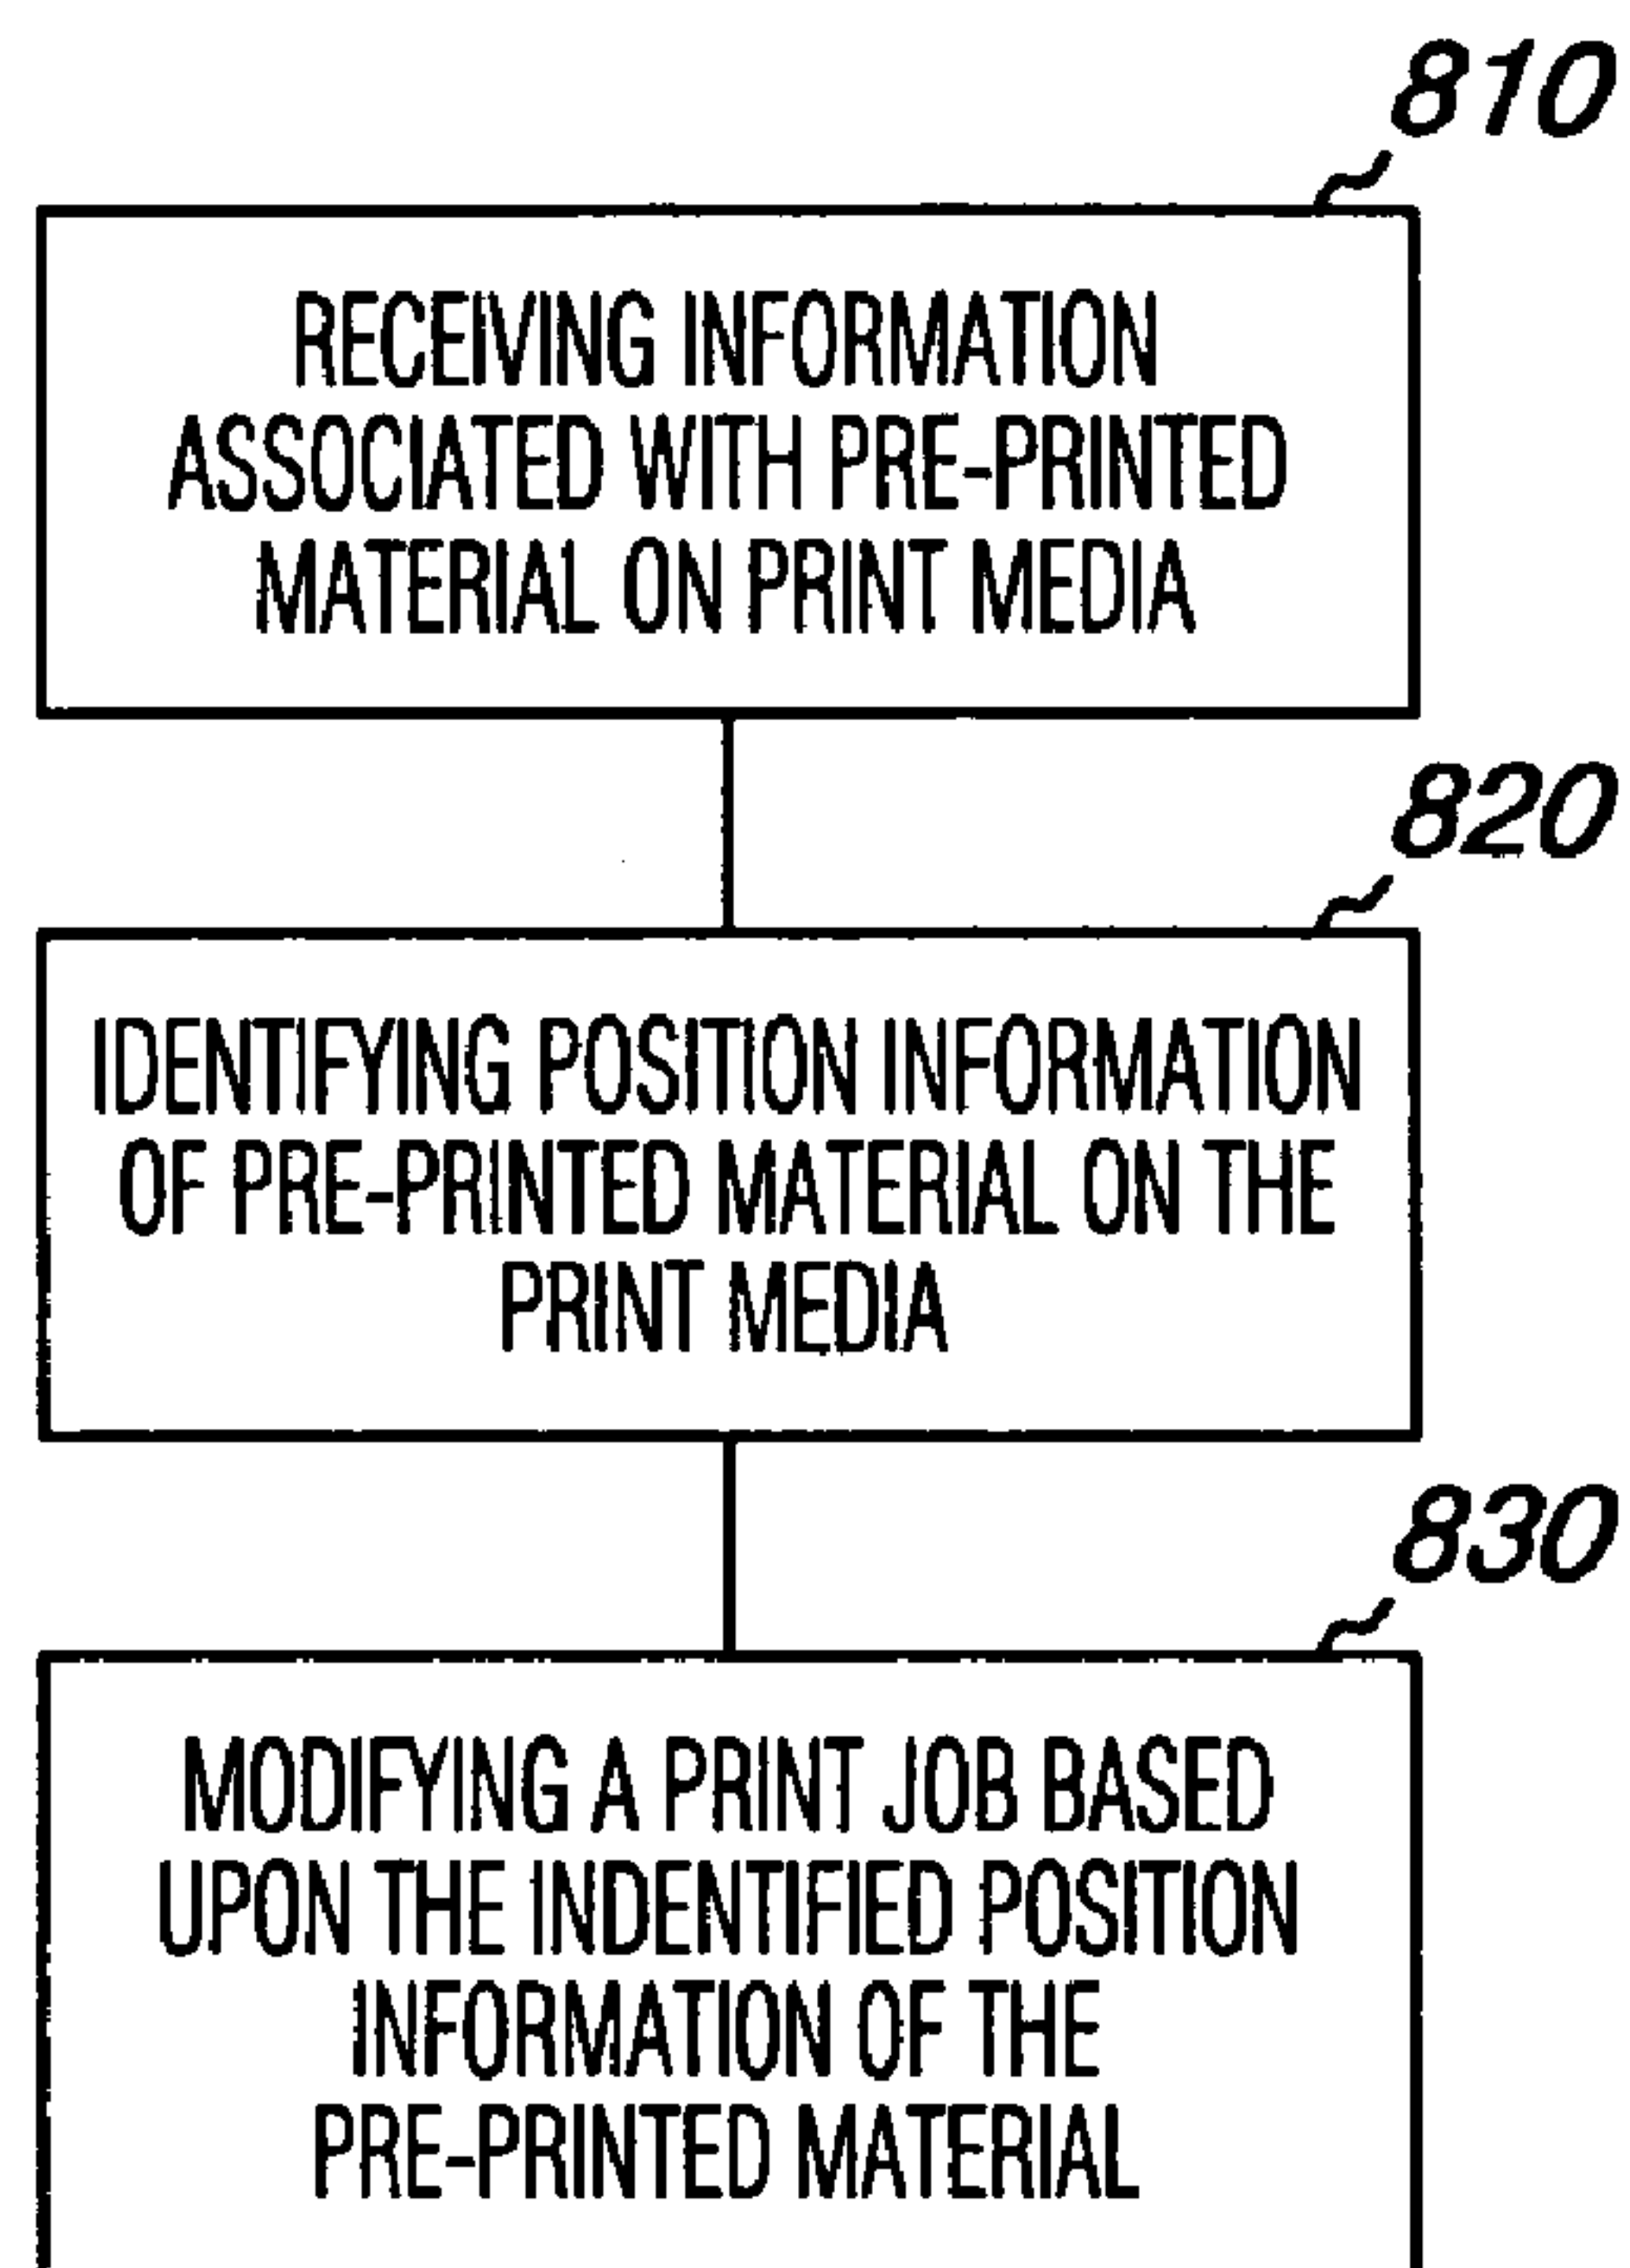 810
RECEIVING INFORMATION
ASSOCIATED WITH PRE-PRINTED
MATERIAL ON PRINT MEDIA
820
IDENTIFYING POSITION INFORMATION
OF PRE-PRINTED MATERIAL ON THE
PRINT MEDIA
830
MODIFYING A PRINT JOB BASED
UPON THE INDENTIFIED POSITION
INFORMATION OF THE
PRE-PRINTED MATERIAL